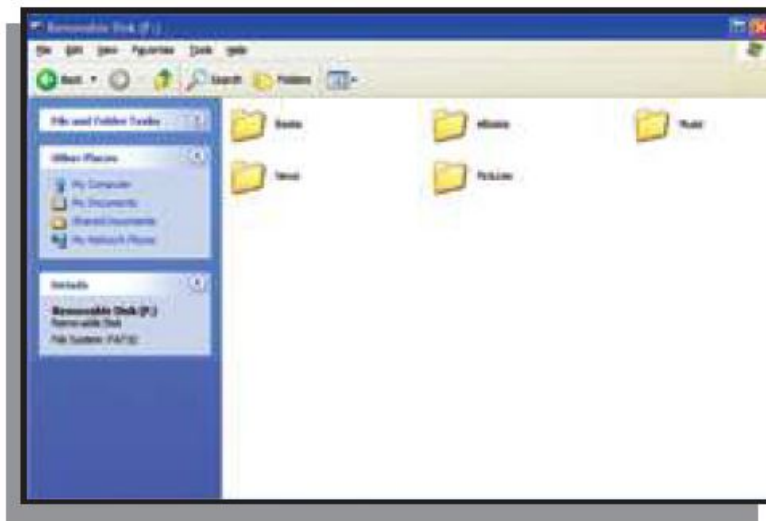 Removable Disk (F:)
File Edit View Favorites Tools Help
Back Search Folders
File and Folder Tasks
Books eBooks Music
Other Places
News Pictures
My Computer
My Documents
Shared Documents
My Network Places
Details
Removable Disk (F:)
Removable Disk
File System: FAT32